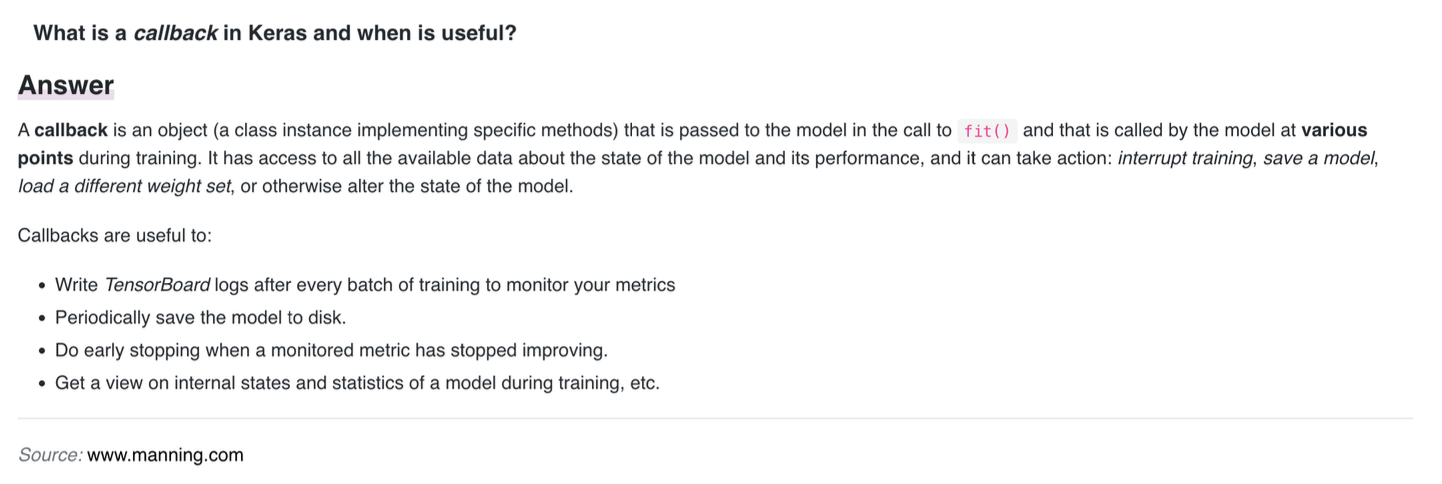 What is a callback in Keras and when is useful?
Answer
A callback is an object (a class instance implementing specific methods) that is passed to the model in the call to fit() and that is called by the model at various
points during training. It has access to all the available data about the state of the model and its performance, and it can take action: interrupt training, save a model,
load a different weight set, or otherwise alter the state of the model.
Callbacks are useful to:
• Write TensorBoard logs after every batch of training to monitor your metrics
• Periodically save the model to disk.
• Do early stopping when a monitored metric has stopped improving.
• Get a view on internal states and statistics of a model during training, etc.
Source: www.manning.com